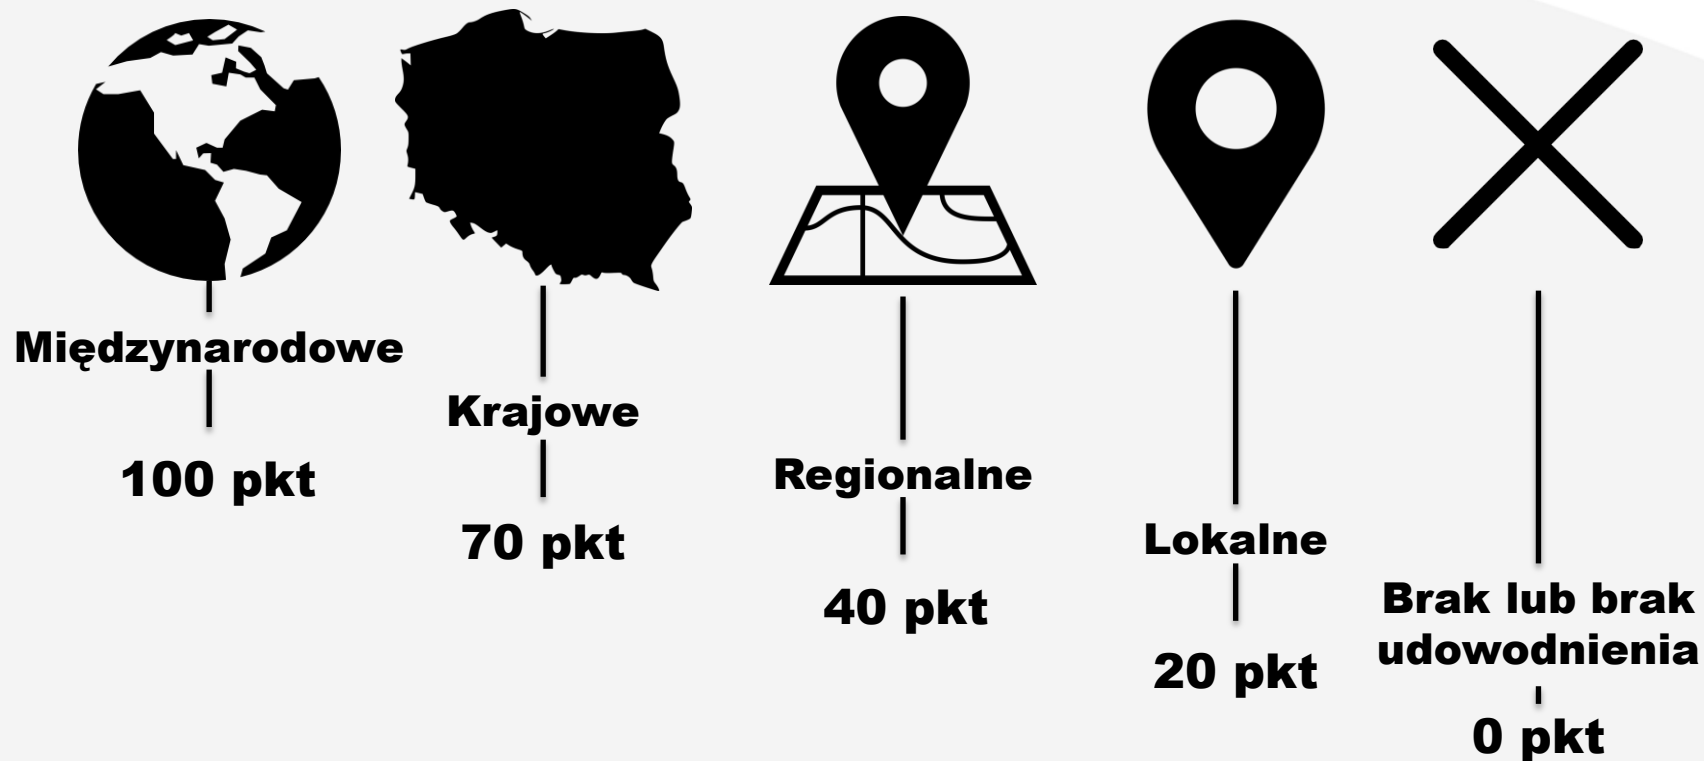 Międzynarodowe
100 pkt
Krajowe
70 pkt
Regionalne
40 pkt
Lokalne
20 pkt
Brak lub brak
udowodnienia
0 pkt